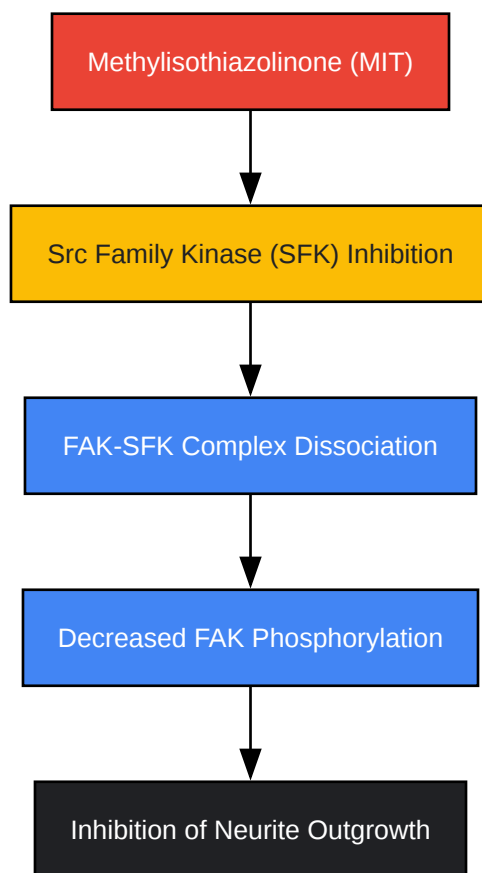 Methylisothiazolinone (MIT)
Src Family Kinase (SFK) Inhibition
FAK-SFK Complex Dissociation
Decreased FAK Phosphorylation
Inhibition of Neurite Outgrowth